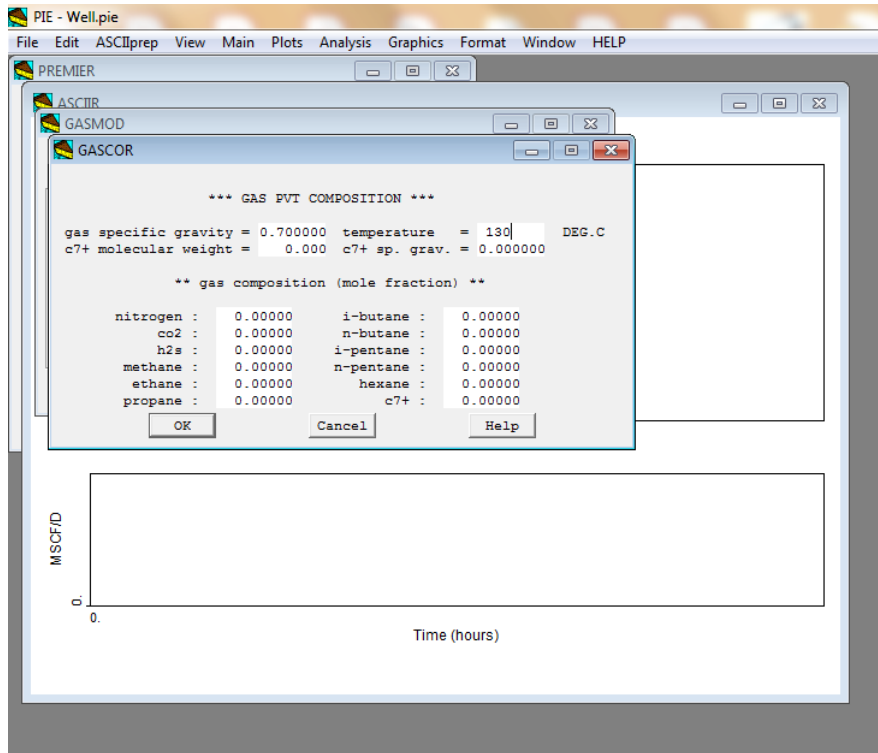 PIE - Well.pie
File Edit ASCIIprep View Main Plots Analysis Graphics Format Window HELP
PREMIER
ASCIIR
GASMOD
GASCOR
*** GAS PVT COMPOSITION ***
gas specific gravity = 0.700000 temperature = 130 DEG.C
c7+ molecular weight = 0.000 c7+ sp. grav. = 0.000000
** gas composition (mole fraction) **
nitrogen : 0.00000 i-butane : 0.00000
co2 : 0.00000 n-butane : 0.00000
h2s : 0.00000 i-pentane : 0.00000
methane : 0.00000 n-pentane : 0.00000
ethane : 0.00000 hexane : 0.00000
propane : 0.00000 c7+ : 0.00000
OK Cancel Help
MSCF/D
0.
0.
Time (hours)